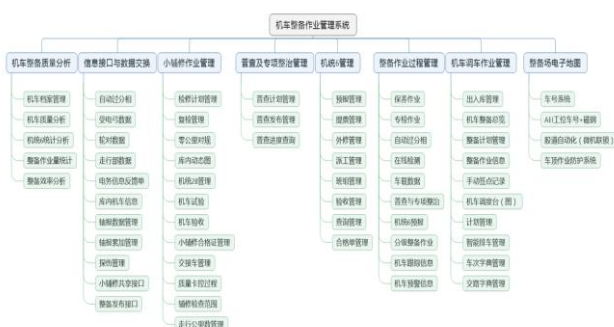 机车整备作业管理系统
机车整备质量分析
机车档案管理
机车质量分析
机统6统计分析
整备作业量统计
整备效率分析
信息接口与数据交换
自动过分相
受电弓数据
轮对数据
走行部数据
电务信息反馈单
库内机车信息
轴报数据管理
轴报累加管理
探伤管理
小辅修共享接口
整备发布接口
小辅修作业管理
检修计划管理
复检管理
零公里对规
库内动态图
机统28管理
机车试验
机车验收
小辅修合格证管理
交接车管理
质量卡控过程
辅修检查范围
走行公里数管理
普查及专项整治管理
普查计划管理
普查发布管理
普查进度查询
机统6管理
预报管理
提票管理
外修管理
派工管理
班组管理
验收管理
查询管理
合格单管理
整备作业过程管理
保养作业
专检作业
自动过分相
在线检测
车载数据
普查与专项整治
机统6预报
分级整备作业
机车跟踪信息
机车预警信息
机车调车作业管理
出入库管理
机车整备总览
整备计划管理
整备作业信息
手动签点记录
机车调度台（图）
计划管理
智能排车管理
车次字典管理
交路字典管理
整备场电子地图
车号系统
AEI工控车号+磁钢
股道自动化（微机联锁）
车顶作业防护系统